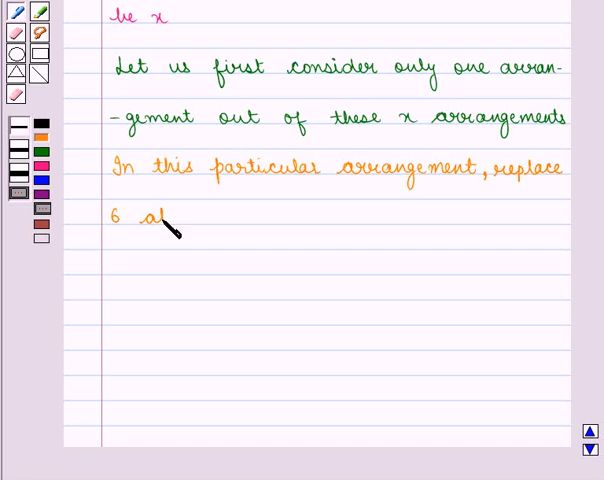 be x
Let us first consider only one arran-
-gement out of these x arrangements
In this particular arrangement, replace
6 al